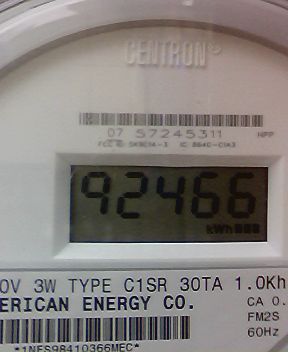 CENTRON®
07 57245311 NPP
92466
kWh
0V 3W TYPE C1SR 30TA 1.0Kh
ERICAN ENERGY CO. CA 0.
FM2S
60Hz
*1NES98410366MEC*